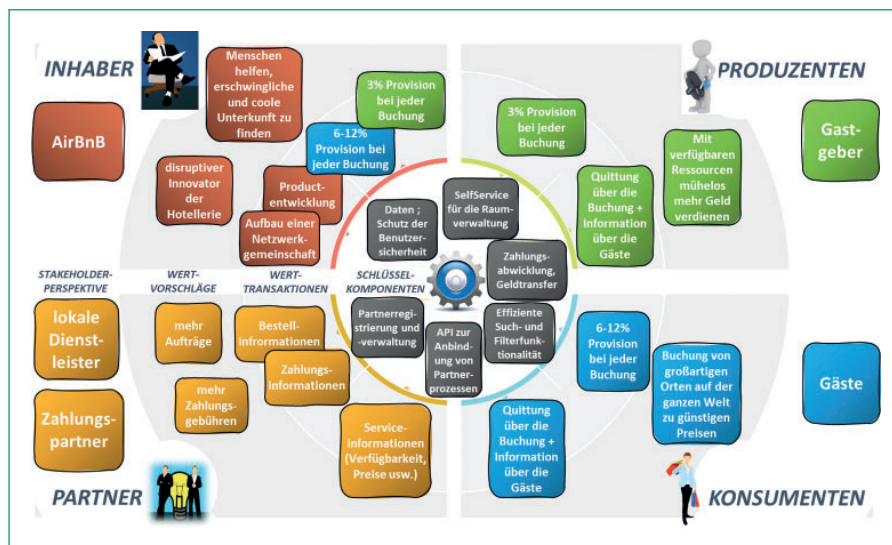 INHABER
AirBnB
Menschen
helfen,
erschwingliche
und coole
Unterkunft zu
finden
disruptiver
Innovator
der
Hotellerie
3% Provision
bei jeder
Buchung
6-12%
Provision bei
jeder Buchung
Product-
entwicklung
Aufbau einer
Netzwerk-
gemeinschaft
PRODUZENTEN
Gast-
geber
3% Provision
bei jeder
Buchung
Mit
verfügbaren
Ressourcen
mühelos
mehr Geld
verdienen
Quittung
über die
Buchung +
Information
über die
Gäste
Daten ;
Schutz der
Benutzer-
sicherheit
SelfService
für die Raum-
verwaltung
Zahlungs-
abwicklung,
Geldtransfer
Partnerregi-
strierung und
-verwaltung
API zur
Anbindung
von Partner-
prozessen
Effiziente
Such- und
Filterfunk-
tionalität
STAKEHOLDER-
PERSPEKTIVE
WERT-
VORSCHLÄGE
WERT-
TRANSAKTIONEN
SCHLÜSSEL-
KOMPONENTEN
lokale
Dienst-
leister
Zahlungs-
partner
mehr
Aufträge
mehr
Zahlungs-
gebühren
Bestell-
infrormationen
Zahlungs-
informationen
Service-
informationen
(Verfügbarkeit,
Preise usw.)
PARTNER
6-12%
Provision
bei jeder
Buchung
Buchung von
großartigen
Orten auf der
ganzen Welt
zu günstigen
Preisen
Quittung
über die
Buchung +
Information
über die
Gäste
Gäste
KONSUMENTEN